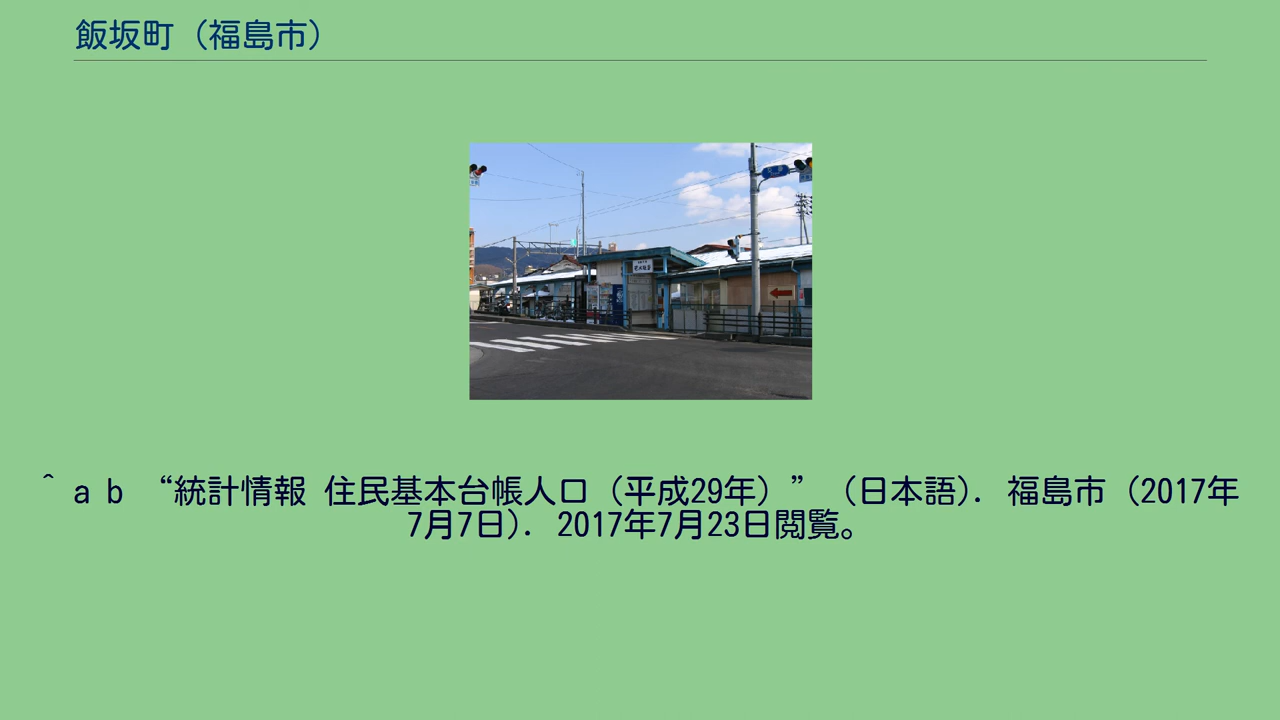 飯坂町（福島市）
^ a b “統計情報 住民基本台帳人口（平成29年）”（日本語）. 福島市（2017年
7月7日）. 2017年7月23日閲覧。